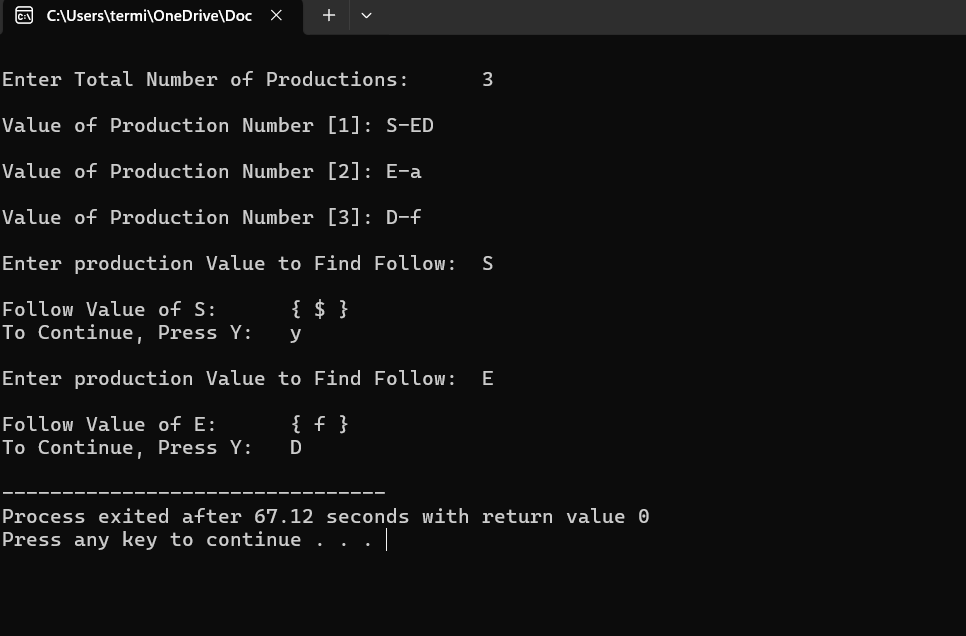 C:\Users\termi\OneDrive\Doc
Enter Total Number of Productions: 3
Value of Production Number [1]: S-ED
Value of Production Number [2]: E-a
Value of Production Number [3]: D-f
Enter production Value to Find Follow: S
Follow Value of S: { $ }
To Continue, Press Y: y
Enter production Value to Find Follow: E
Follow Value of E: { f }
To Continue, Press Y: D
--------------------------------
Process exited after 67.12 seconds with return value 0
Press any key to continue . . .